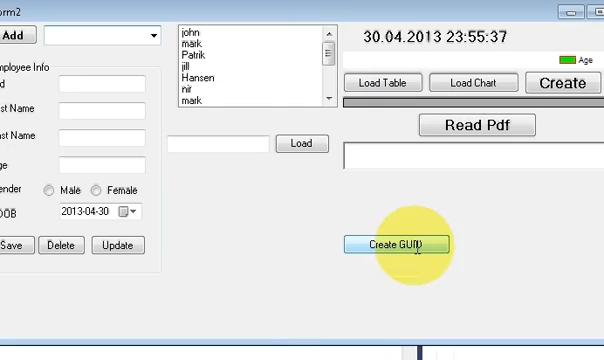 orm2
Add
john
mark
Patrik
jill
Hansen
nir
mark
30.04.2013 23:55:37
Age
Load Table
Load Chart
Create
Read Pdf
mployee Info
d
st Name
st Name
ge
ender
Male
Female
DOB
2013-04-30
Save
Delete
Update
Load
Create GUID